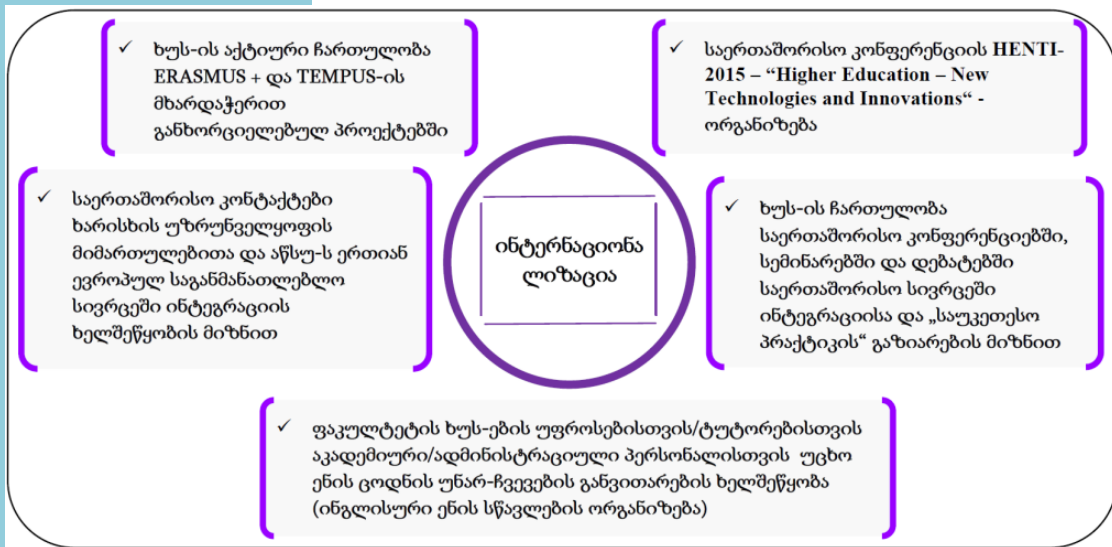 ✓ ხუს-ის აქტიური ჩართულობა
ERASMUS + და TEMPUS-ის
მხარდაჭერით
განხორციელებულ პროექტებში
✓ საერთაშორისო კონფერენციის HENTI-
2015 – “Higher Education – New
Technologies and Innovations“ -
ორგანიზება
✓ საერთაშორისო კონტაქტები
ხარისხის უზრუნველყოფის
მიმართულებითა და აწსუ-ს ერთიან
ევროპულ საგანმანათლებლო
სივრცეში ინტეგრაციის
ხელშეწყობის მიზნით
ინტერნაციონა
ლიზაცია
✓ ხუს-ის ჩართულობა
საერთაშორისო კონფერენციებში,
სემინარებში და დებატებში
საერთაშორისო სივრცეში
ინტეგრაციისა და „საუკეთესო
პრაქტიკის“ გაზიარების მიზნით
✓ ფაკულტეტის ხუს-ების უფროსებისთვის/ტუტორებისთვის
აკადემიური/ადმინისტრაციული პერსონალისთვის უცხო
ენის ცოდნის უნარ-ჩვევების განვითარების ხელშეწყობა
(ინგლისური ენის სწავლების ორგანიზება)